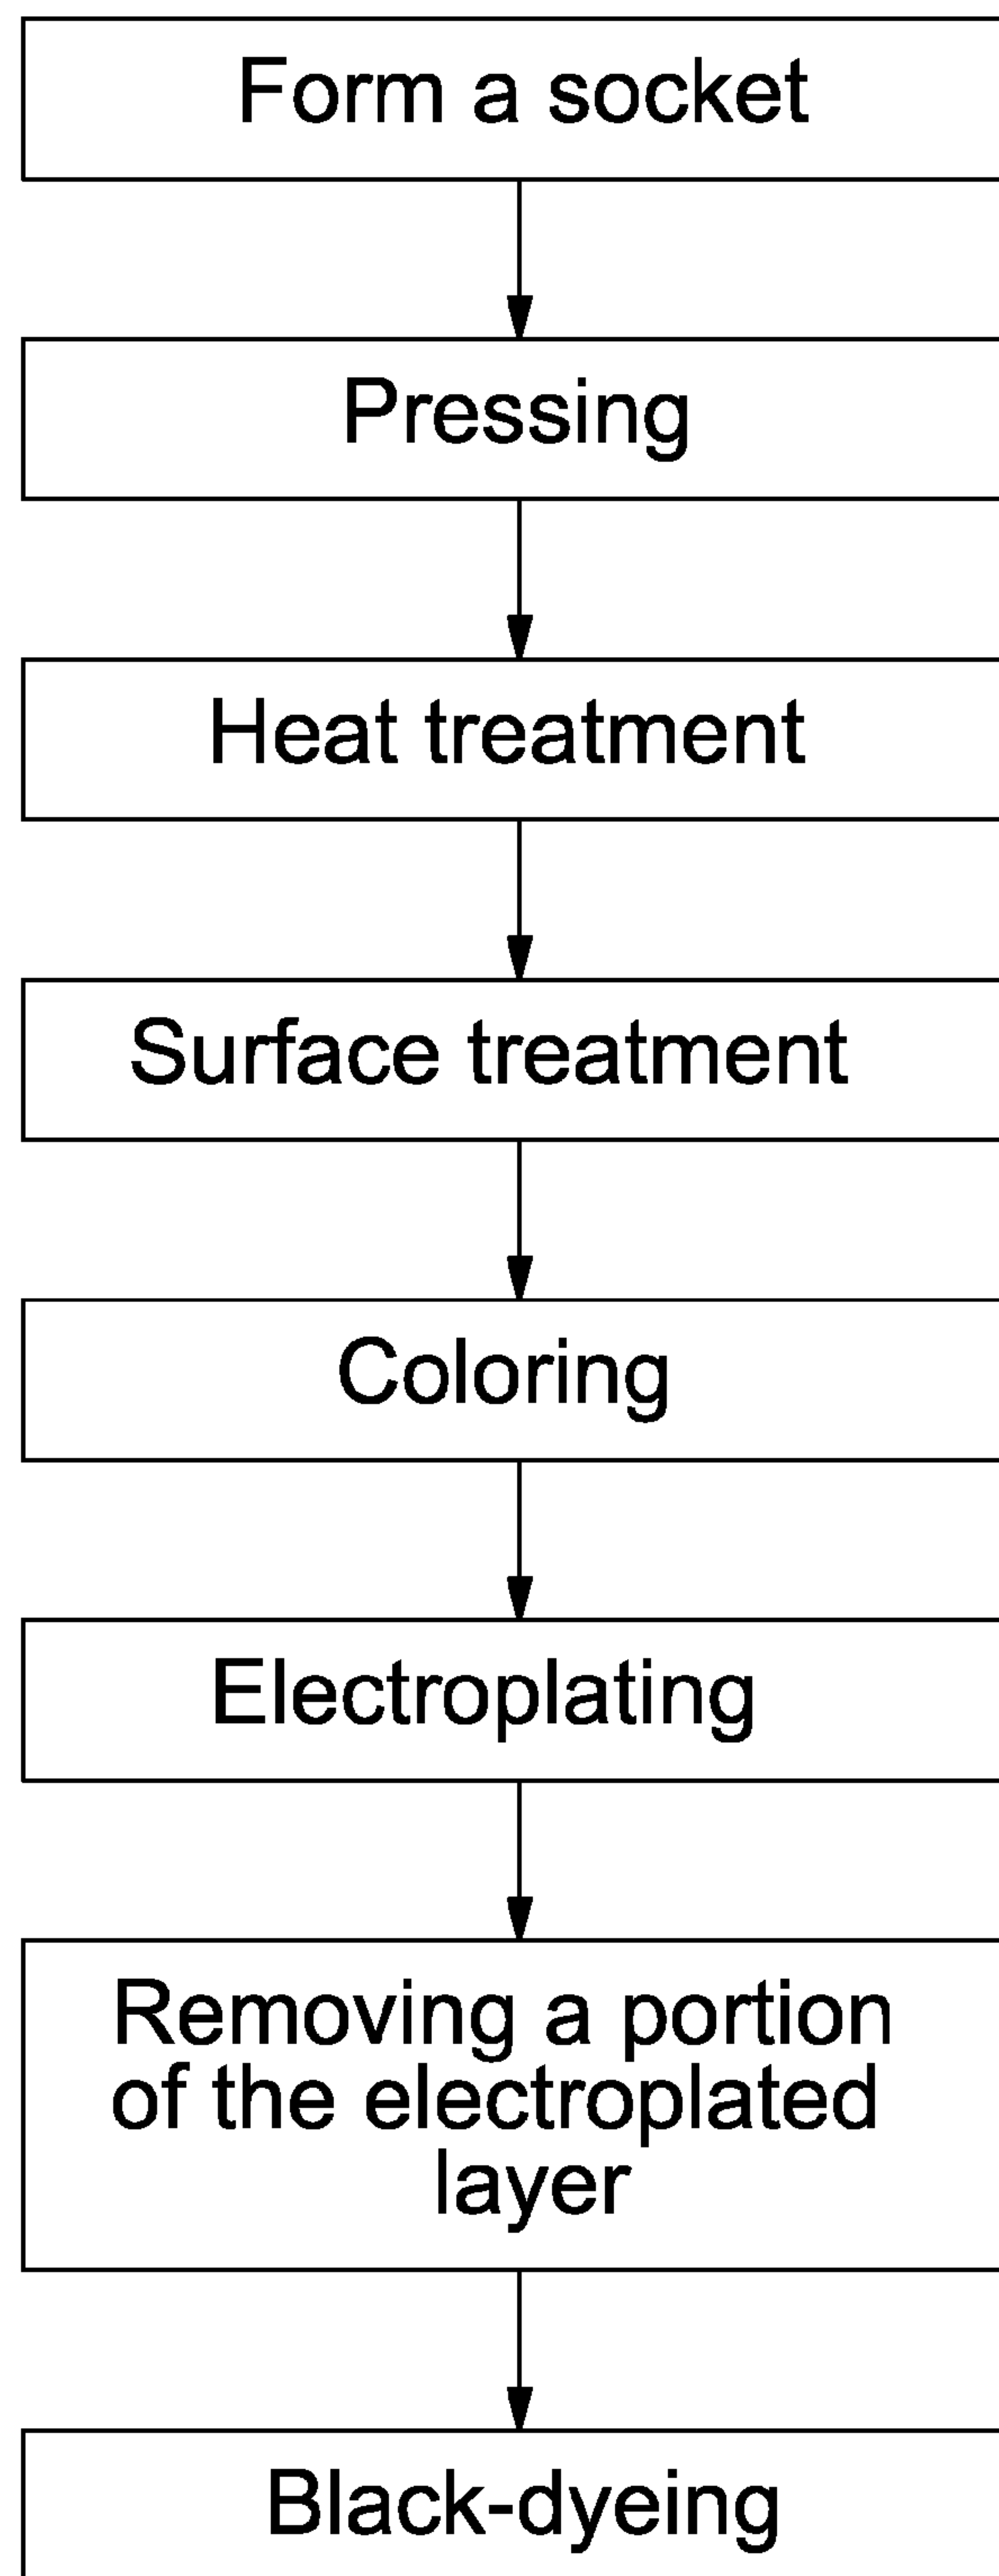 Form a socket
Pressing
Heat treatment
Surface treatment
Coloring
Electroplating
Removing a portion
of the electroplated
layer
Black-dyeing